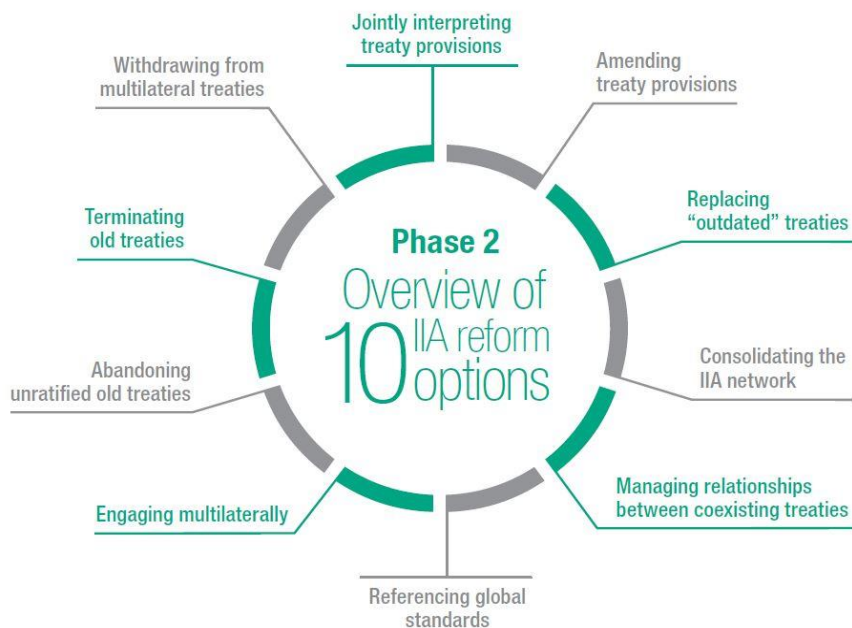 Jointly interpreting
treaty provisions
Amending
treaty provisions
Replacing
“outdated” treaties
Consolidating the
IIA network
Managing relationships
between coexisting treaties
Referencing global
standards
Engaging multilaterally
Abandoning
unratified old treaties
Terminating
old treaties
Withdrawing from
multilateral treaties
Phase 2
Overview of
10 IIA reform
options